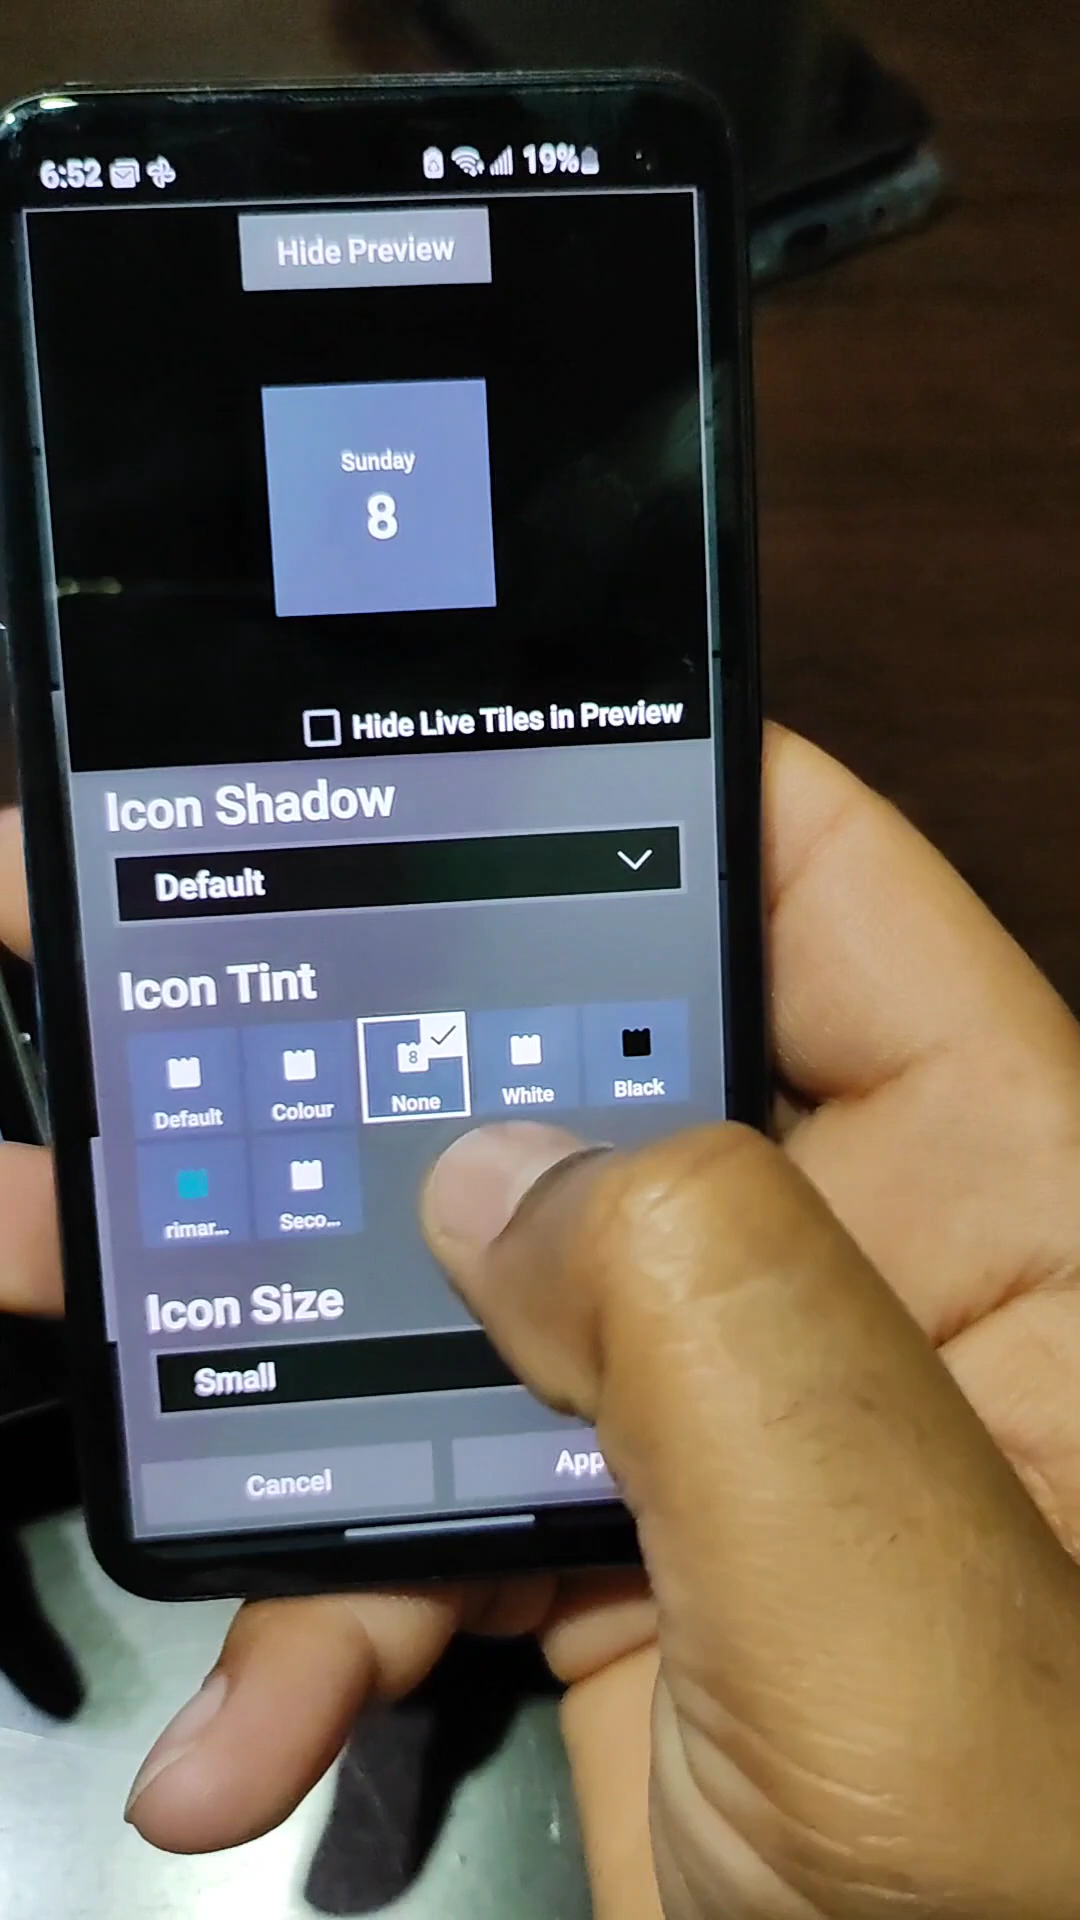 6:52 19%
Hide Preview
Sunday
8
Hide Live Tiles in Preview
Icon Shadow
Default
Icon Tint
Default Colour 8 None White Black
rimar... Seco...
Icon Size
Small
Cancel App